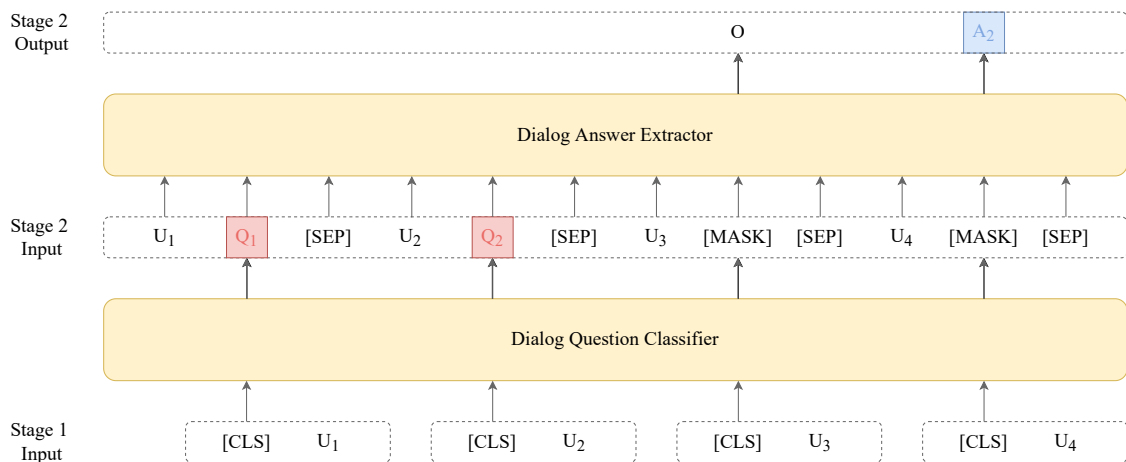 Stage 2
Output
O
A2
Dialog Answer Extractor
Stage 2
Input
U1 Q1 [SEP] U2 Q2 [SEP] U3 [MASK] [SEP] U4 [MASK] [SEP]
Dialog Question Classifier
Stage 1
Input
[CLS] U1 [CLS] U2 [CLS] U3 [CLS] U4